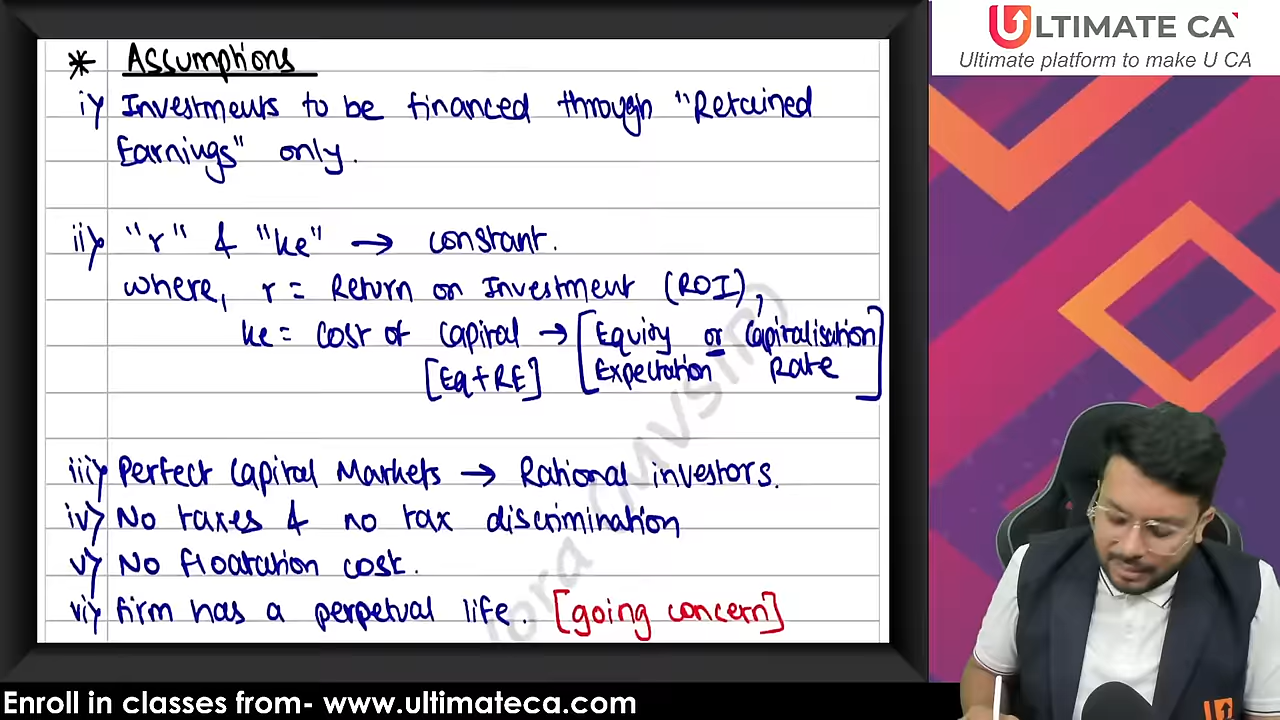 * Assumptions
i) Investments to be financed through "Retained
Earnings" only.
ii) "r" & "ke" → constant.
where, r = Return on Investment (ROI),
ke = cost of capital → [Equity or Capitalisation
[Eq + RE] Expectation Rate]
iii) Perfect Capital Markets → Rational investors.
iv) No taxes & no tax discrimination
v) No floatation cost.
vi) firm has a perpetual life. [going concern]
ULTIMATE CA
Ultimate platform to make U CA
Enroll in classes from- www.ultimateca.com